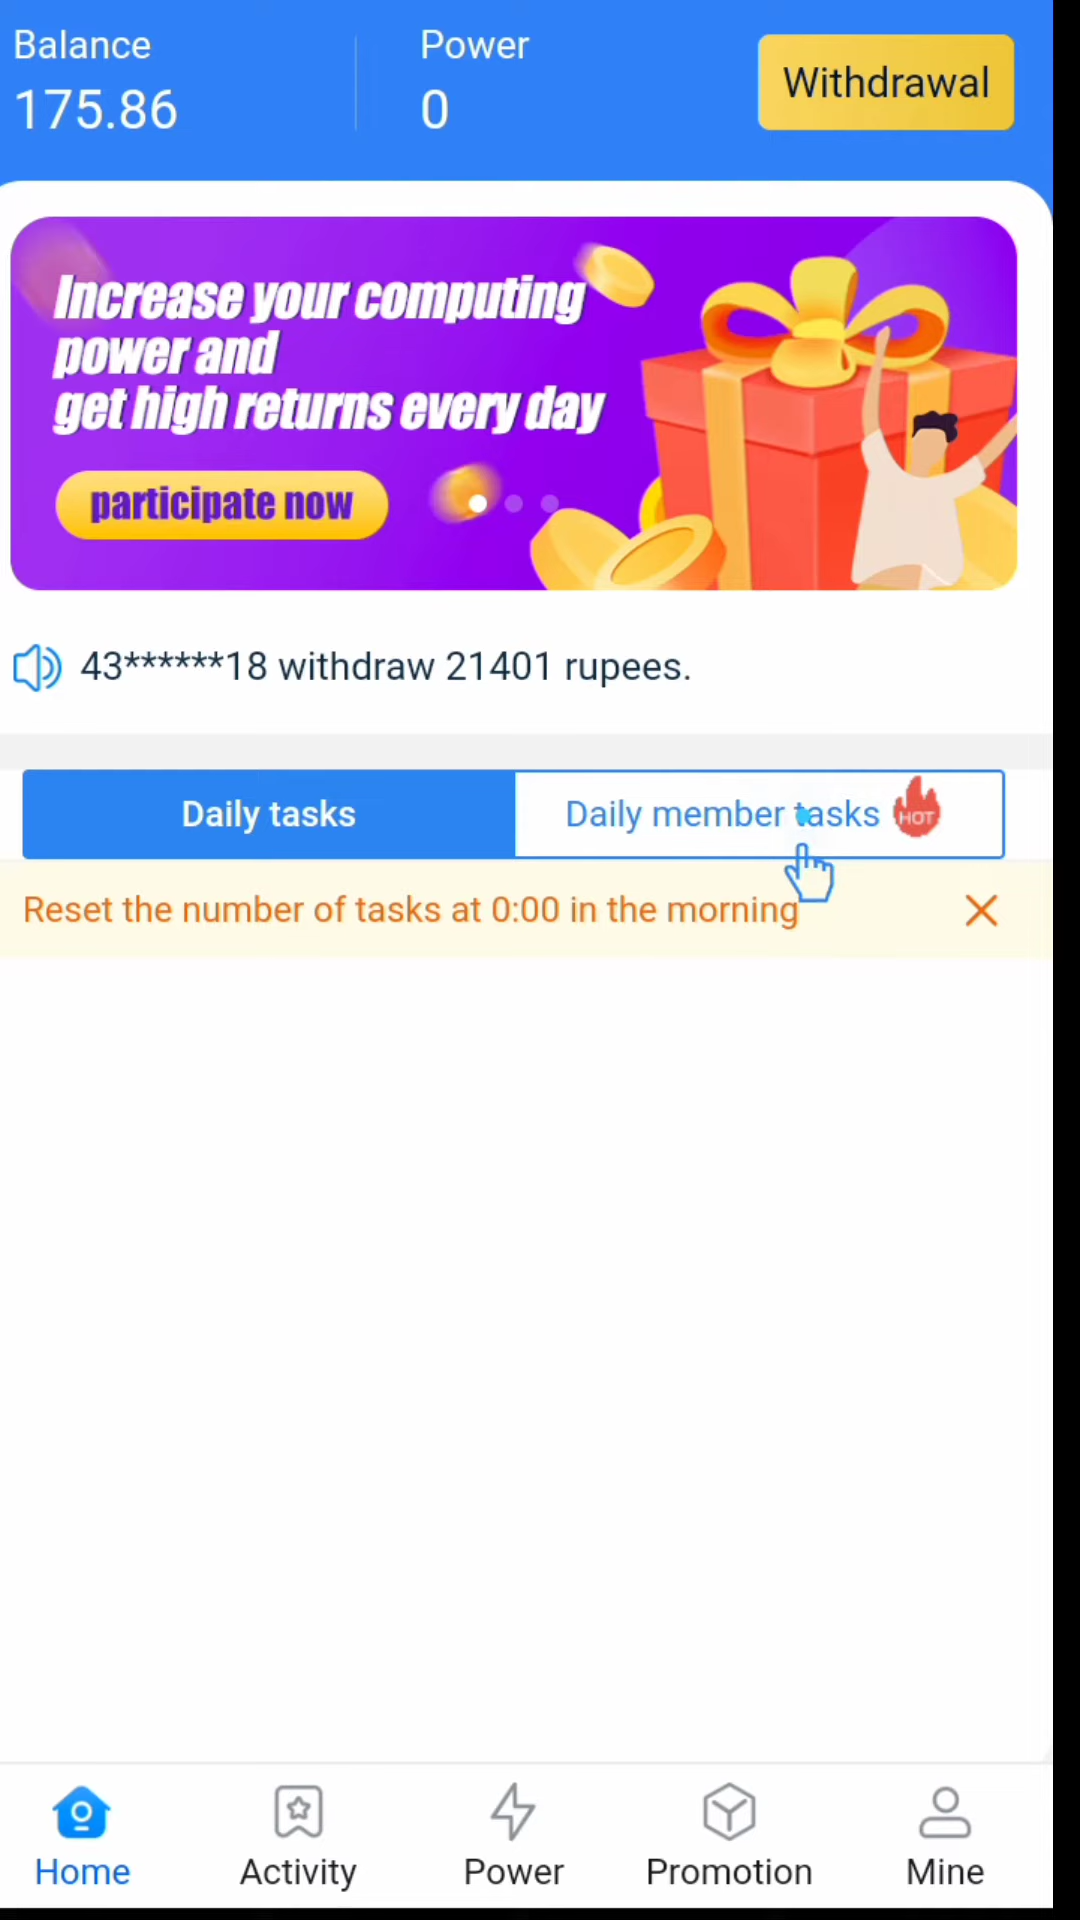 Balance
Power
Withdrawal
175.86
0
Increase your computing
power and
get high returns every day
participate now
43******18 withdraw 21401 rupees.
Daily tasks
Daily member tasks
HOT
Reset the number of tasks at 0:00 in the morning
Home
Activity
Power
Promotion
Mine